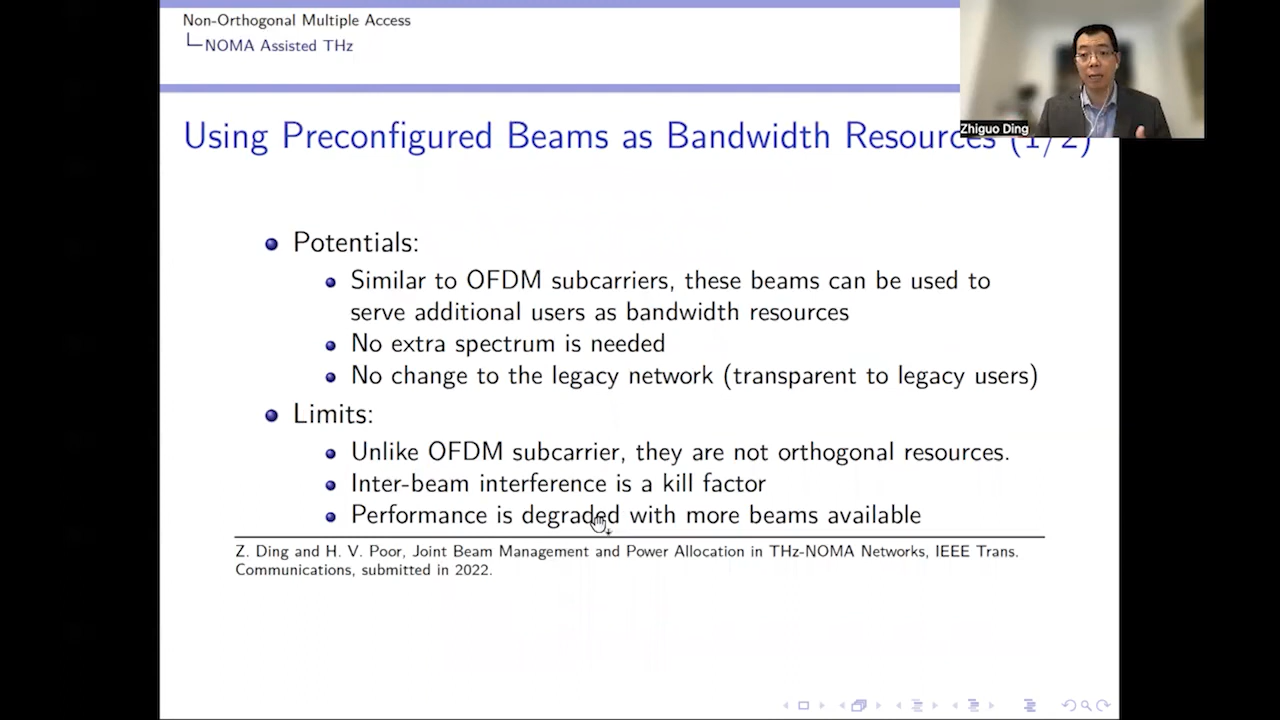 Non-Orthogonal Multiple Access
NOMA Assisted THz
Zhiguo Ding
Using Preconfigured Beams as Bandwidth Resources (1/2)
Potentials:
Similar to OFDM subcarriers, these beams can be used to
serve additional users as bandwidth resources
No extra spectrum is needed
No change to the legacy network (transparent to legacy users)
Limits:
Unlike OFDM subcarrier, they are not orthogonal resources.
Inter-beam interference is a kill factor
Performance is degraded with more beams available
Z. Ding and H. V. Poor, Joint Beam Management and Power Allocation in THz-NOMA Networks, IEEE Trans.
Communications, submitted in 2022.